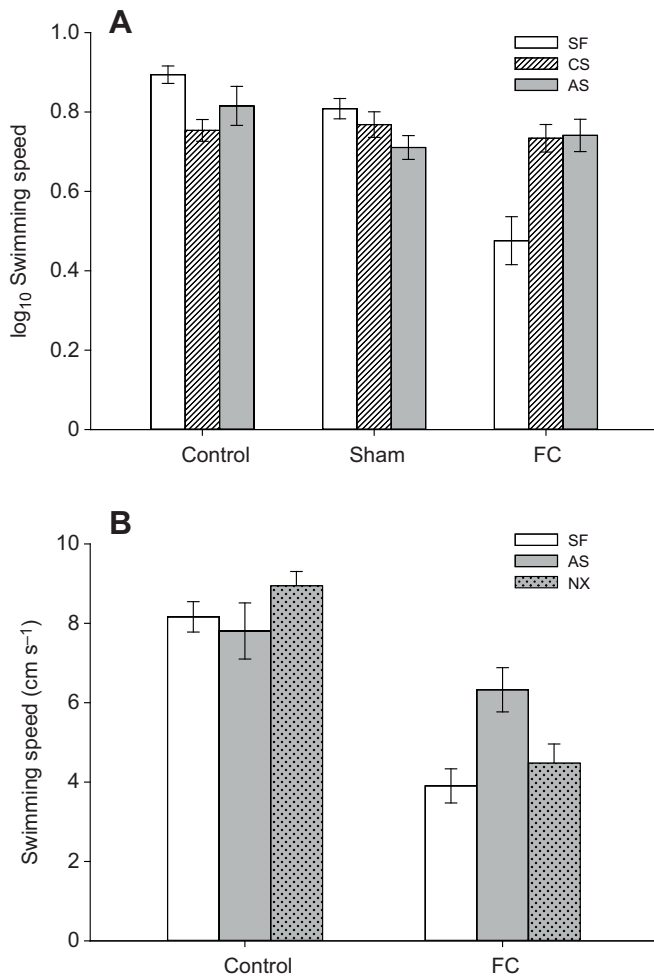 A
1.0
0.8
0.6
0.4
0.2
0
log₁₀ Swimming speed
SF
CS
AS
Control Sham FC
B
10
8
6
4
2
0
Swimming speed (cm s⁻¹)
SF
AS
NX
Control FC